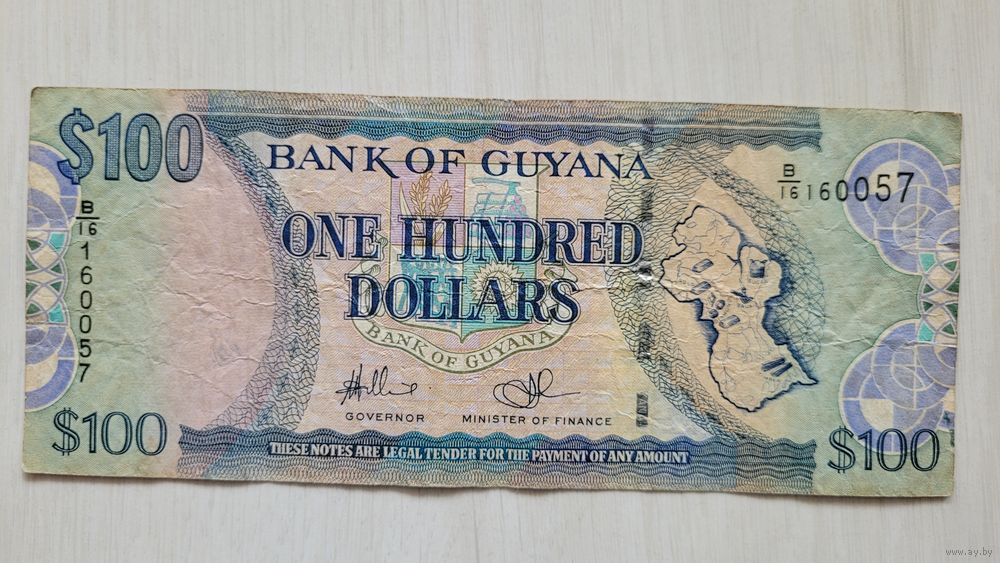 $100
BANK OF GUYANA
B/16 160057
B/16 160057
ONE HUNDRED
DOLLARS
BANK OF GUYANA
GOVERNOR
MINISTER OF FINANCE
$100
THESE NOTES ARE LEGAL TENDER FOR THE PAYMENT OF ANY AMOUNT
$100
www.ay.by